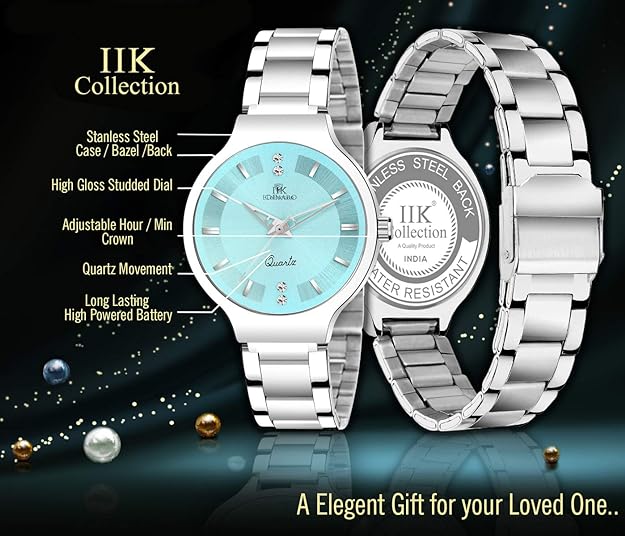 IIK
Collection
Stanless Steel
Case / Bazel /Back
High Gloss Studded Dial
Adjustable Hour / Min
Crown
Quartz Movement
Long Lasting
High Powered Battery
IIK
Quartz
STAINLESS STEEL BACK
IIK®
Collection
A Quality Product
INDIA
WATER RESISTANT
A Elegent Gift for your Loved One..